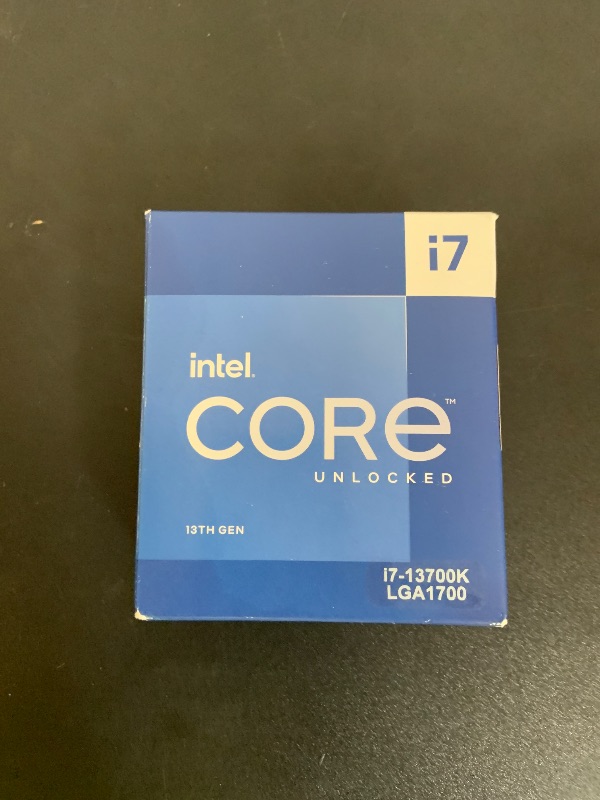 i7
intel.
CORE™
UNLOCKED
13TH GEN
i7-13700K
LGA1700